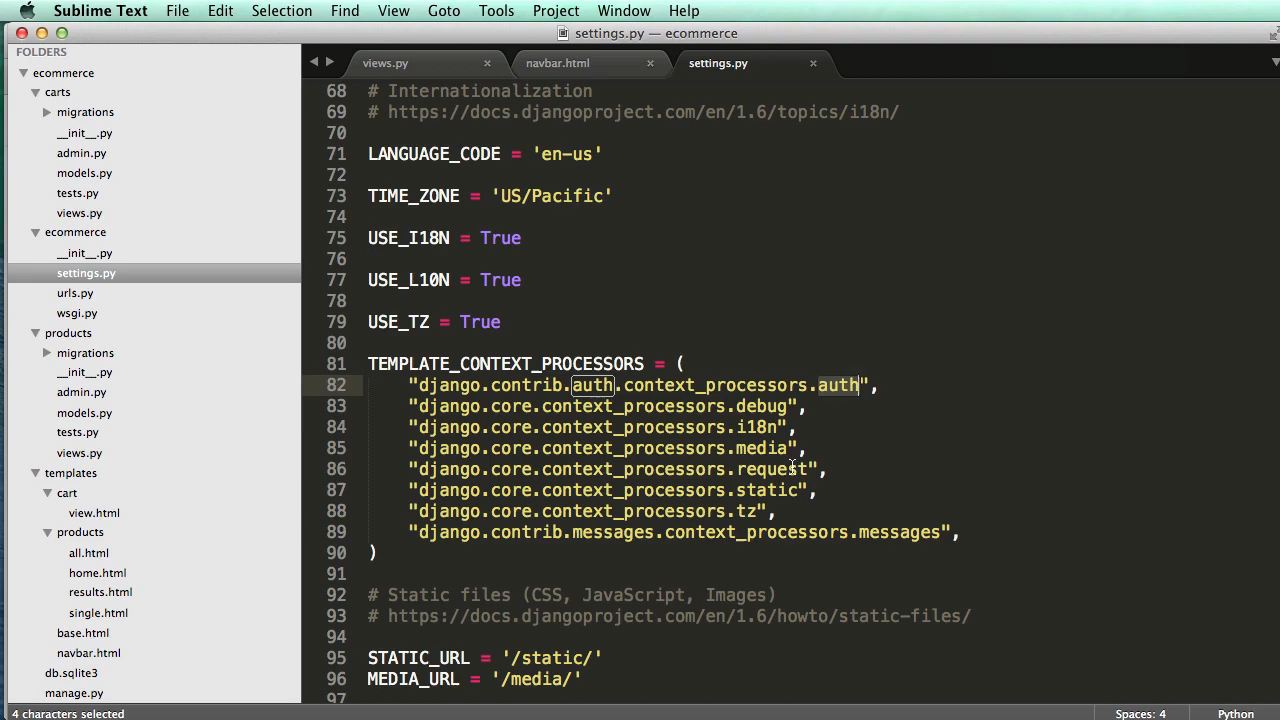 Sublime Text File Edit Selection Find View Goto Tools Project Window Help
settings.py — ecommerce
FOLDERS
ecommerce
carts
migrations
__init__.py
admin.py
models.py
tests.py
views.py
ecommerce
__init__.py
settings.py
urls.py
wsgi.py
products
migrations
__init__.py
admin.py
models.py
tests.py
views.py
templates
cart
view.html
products
all.html
home.html
results.html
single.html
base.html
navbar.html
db.sqlite3
manage.py
views.py × navbar.html × settings.py ×
68 # Internationalization
69 # https://docs.djangoproject.com/en/1.6/topics/i18n/
70
71 LANGUAGE_CODE = 'en-us'
72
73 TIME_ZONE = 'US/Pacific'
74
75 USE_I18N = True
76
77 USE_L10N = True
78
79 USE_TZ = True
80
81 TEMPLATE_CONTEXT_PROCESSORS = (
82 "django.contrib.auth.context_processors.auth",
83 "django.core.context_processors.debug",
84 "django.core.context_processors.i18n",
85 "django.core.context_processors.media",
86 "django.core.context_processors.request",
87 "django.core.context_processors.static",
88 "django.core.context_processors.tz",
89 "django.contrib.messages.context_processors.messages",
90 )
91
92 # Static files (CSS, JavaScript, Images)
93 # https://docs.djangoproject.com/en/1.6/howto/static-files/
94
95 STATIC_URL = '/static/'
96 MEDIA_URL = '/media/'
97
4 characters selected Spaces: 4 Python